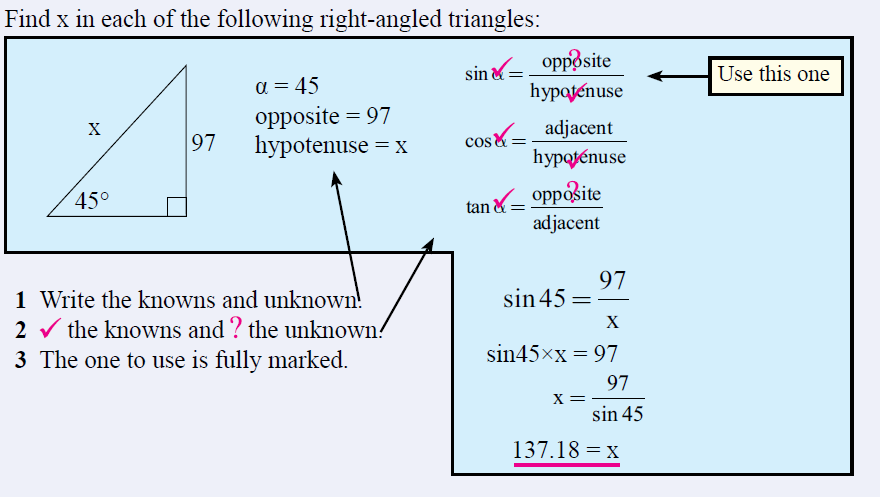 Find x in each of the following right-angled triangles:
x
97
45°
α = 45
opposite = 97
hypotenuse = x
sin α = opposite / hypotenuse
✓ ? ✓
Use this one
cos α = adjacent / hypotenuse
✓ ✓
tan α = opposite / adjacent
✓ ?
1 Write the knowns and unknown.
2 ✓ the knowns and ? the unknown.
3 The one to use is fully marked.
sin 45 = 97 / x
sin45×x = 97
x = 97 / sin 45
137.18 = x